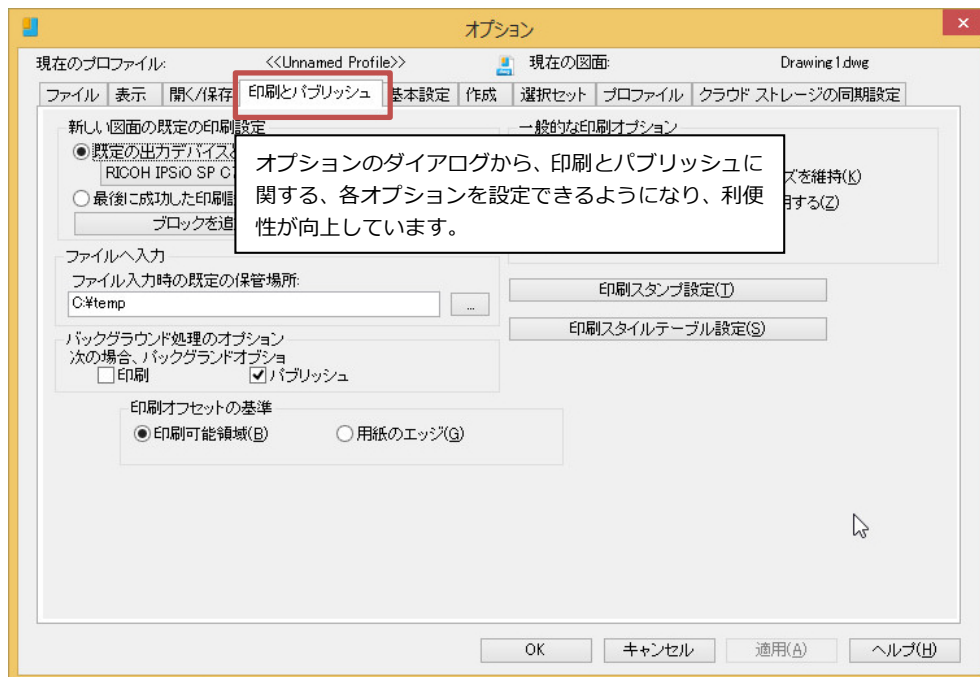 オプション
現在のプロファイル: <<Unnamed Profile>> 現在の図面: Drawing1.dwg
ファイル 表示 開く/保存 印刷とパブリッシュ 基本設定 作成 選択セット プロファイル クラウド ストレージの同期設定
新しい図面の既定の印刷設定
一般的な印刷オプション
既定の出力デバイスと
RICOH IPSiO SP C7
ズを維持(K)
最後に成功した印刷設
用する(Z)
ブロックを追
オプションのダイアログから、印刷とパブリッシュに
関する、各オプションを設定できるようになり、利便
性が向上しています。
ファイルへ入力
ファイル入力時の既定の保管場所:
C:¥temp ...
印刷スタンプ設定(T)
印刷スタイルテーブル設定(S)
バックグラウンド処理のオプション
次の場合、バックグランドオプショ
印刷 パブリッシュ
印刷オフセットの基準
印刷可能領域(B) 用紙のエッジ(G)
OK キャンセル 適用(A) ヘルプ(H)